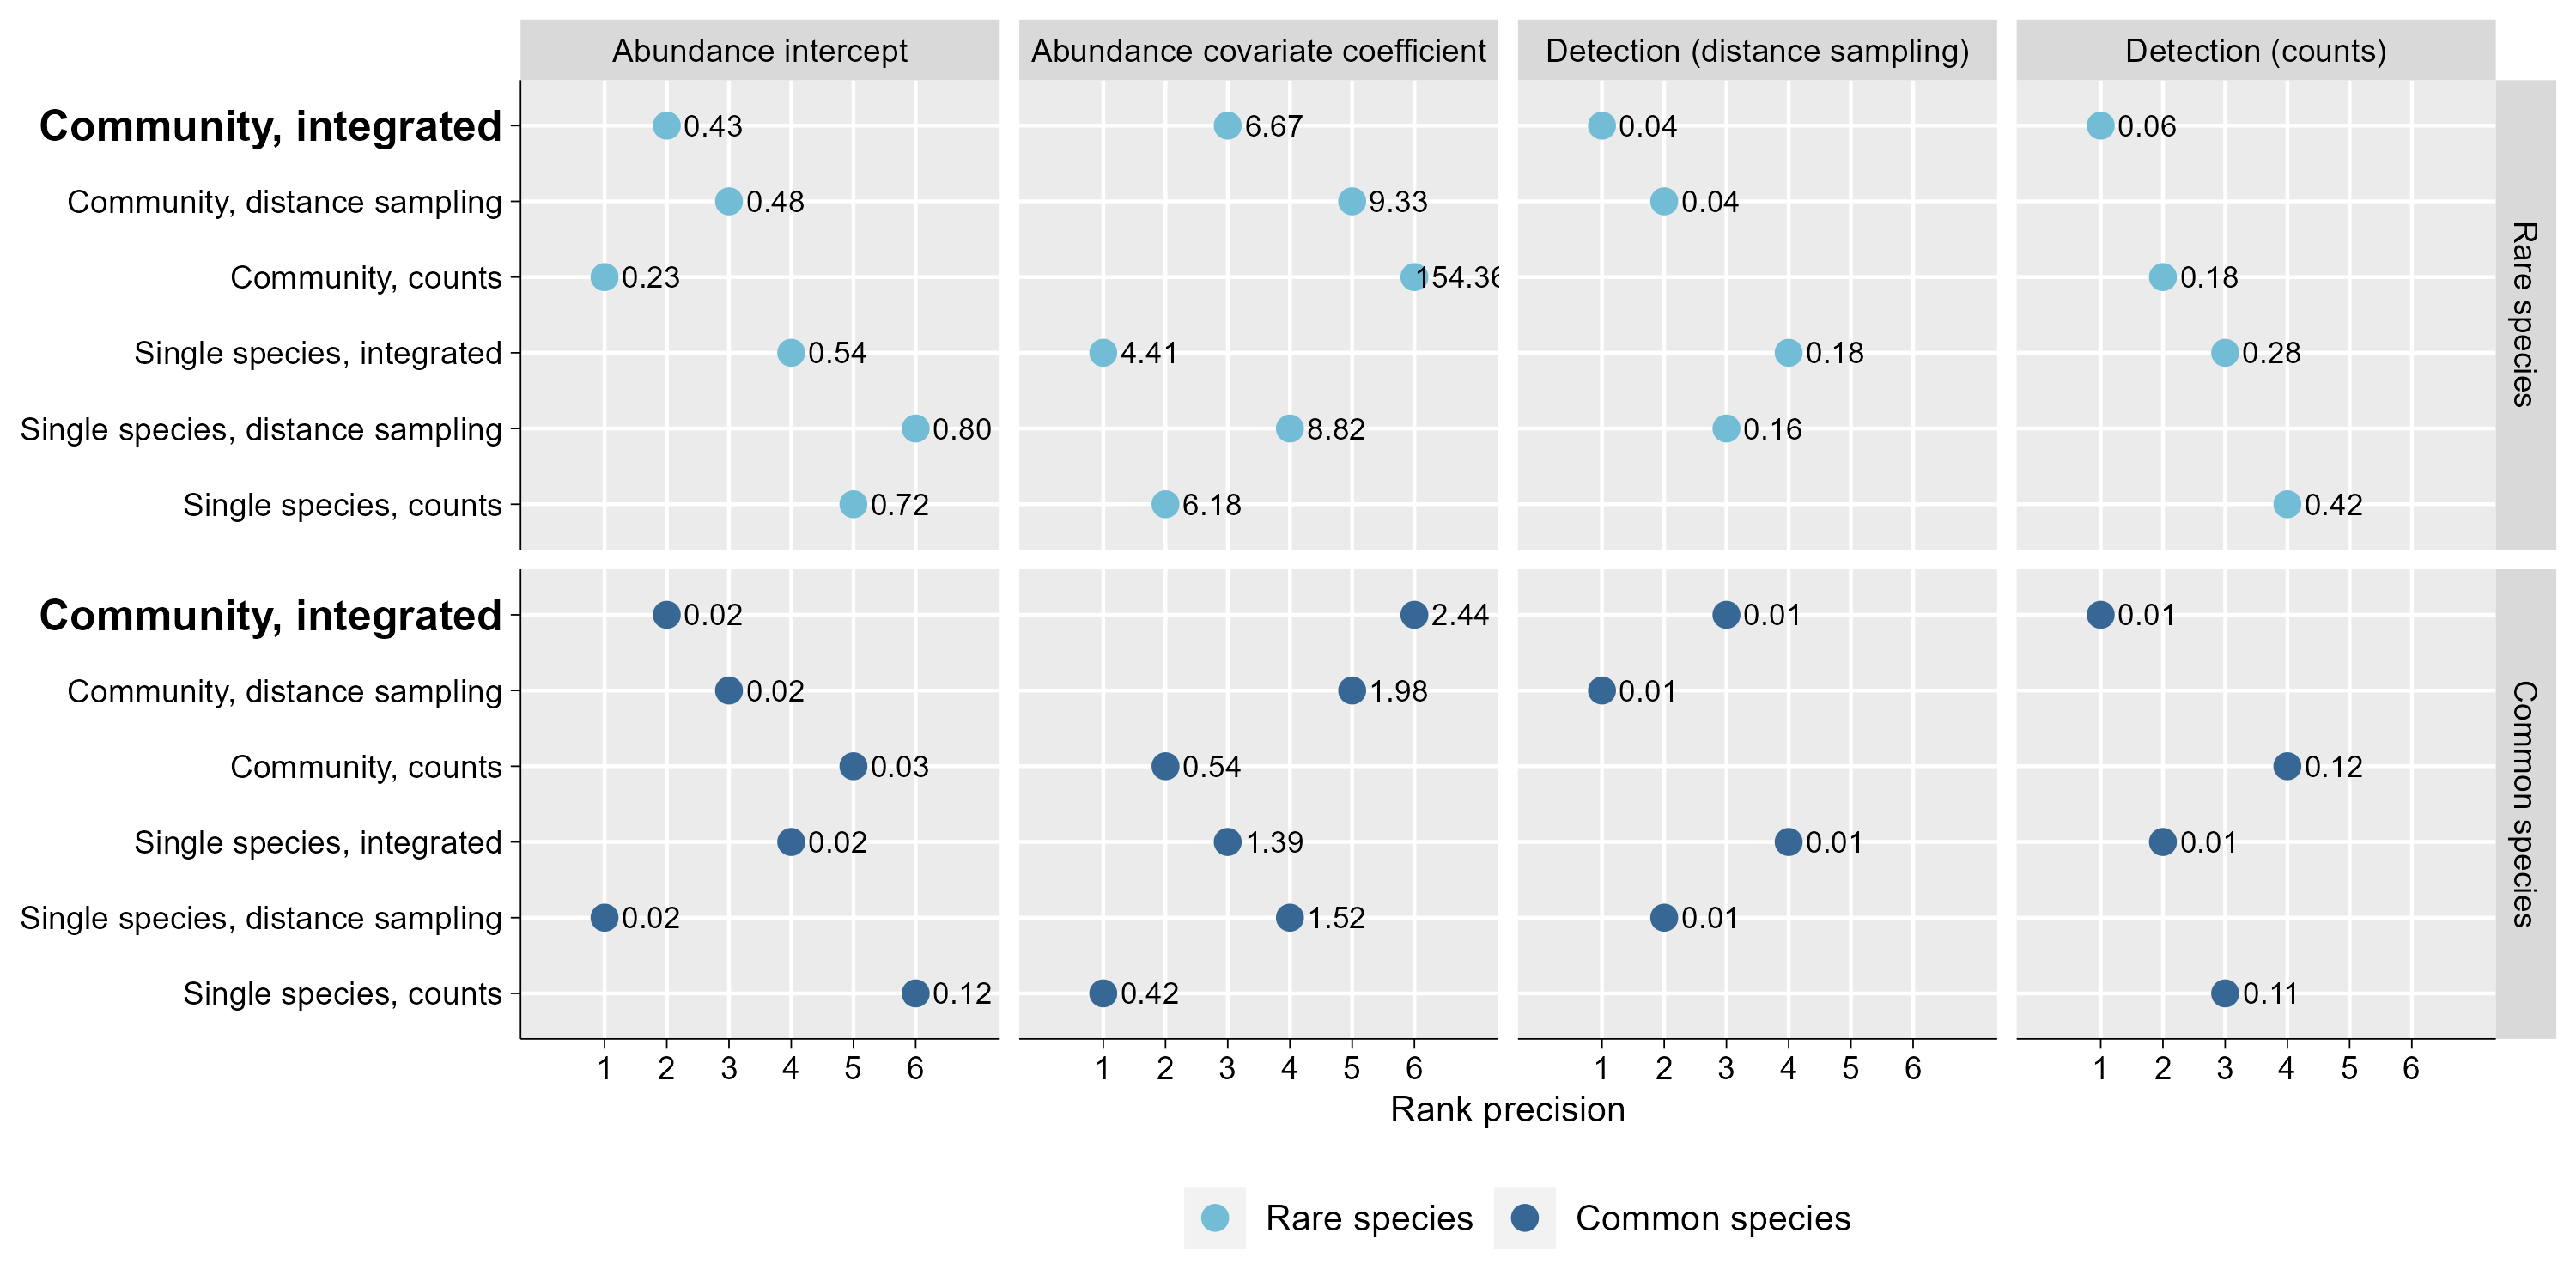 Abundance intercept Abundance covariate coefficient Detection (distance sampling) Detection (counts)
Community, integrated 0.43 6.67 0.04 0.06
Community, distance sampling 0.48 9.33 0.04
Community, counts 0.23 154.36 0.18
Single species, integrated 0.54 4.41 0.18 0.28
Single species, distance sampling 0.80 8.82 0.16
Single species, counts 0.72 6.18 0.42
Rare species
Community, integrated 0.02 2.44 0.01 0.01
Community, distance sampling 0.02 1.98 0.01
Community, counts 0.03 0.54 0.12
Single species, integrated 0.02 1.39 0.01 0.01
Single species, distance sampling 0.02 1.52 0.01
Single species, counts 0.12 0.42 0.11
Common species
1 2 3 4 5 6 1 2 3 4 5 6 1 2 3 4 5 6 1 2 3 4 5 6
Rank precision
Rare species Common species